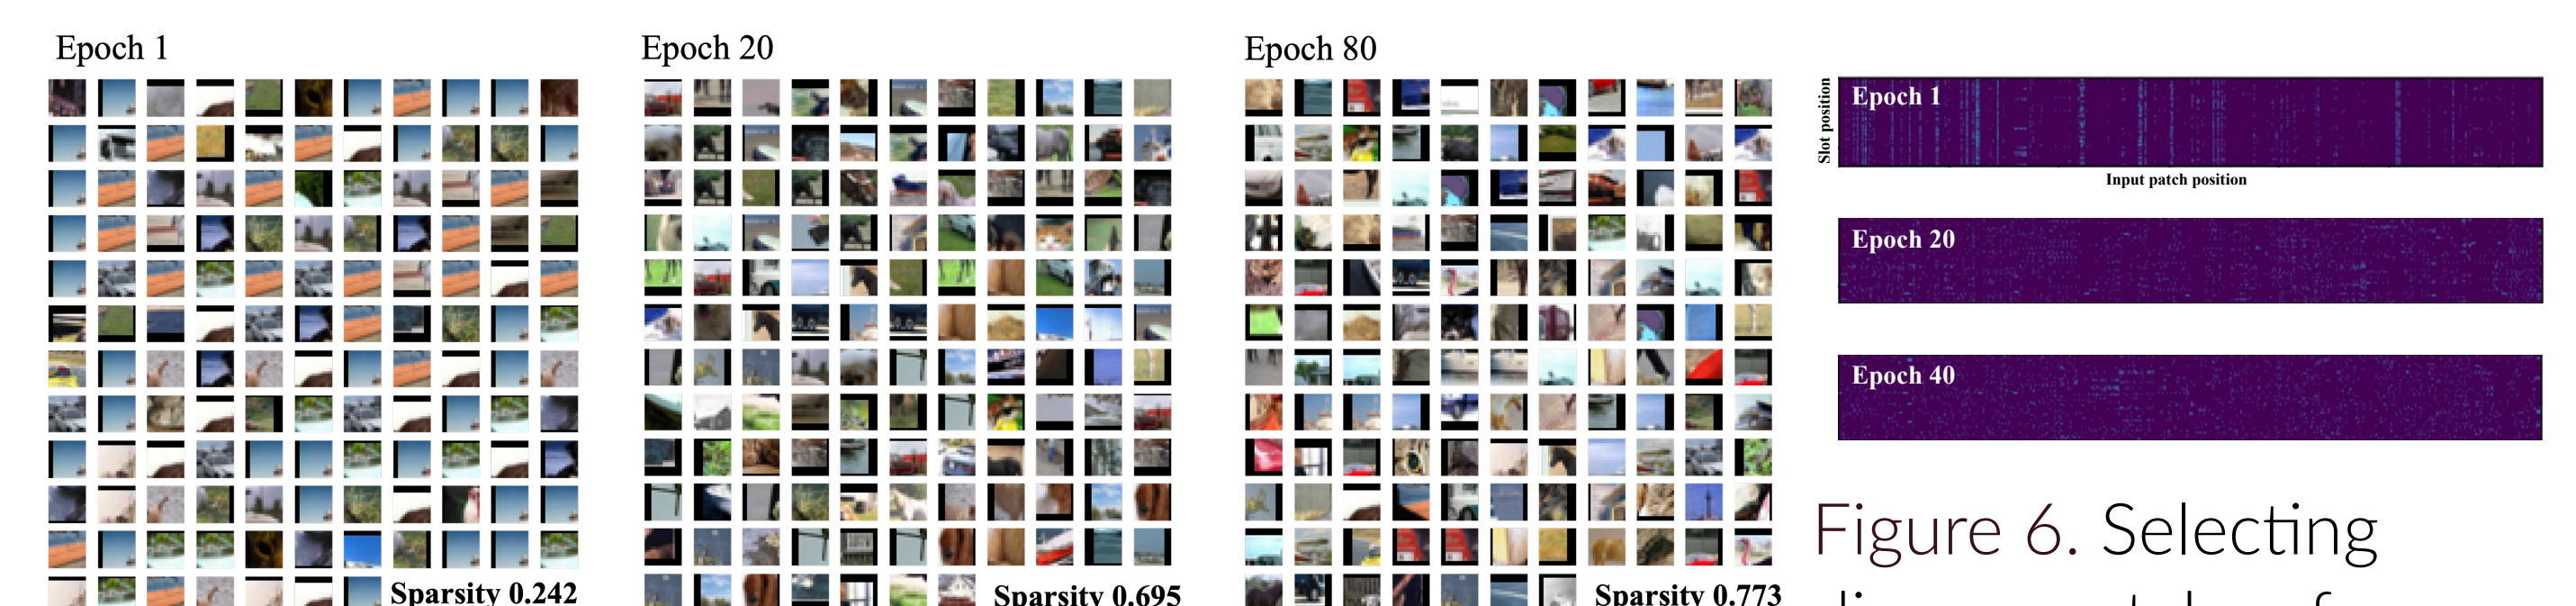 Epoch 1
Epoch 20
Epoch 80
Sparsity 0.242
Sparsity 0.695
Sparsity 0.773
Epoch 1
Slot position
Input patch position
Epoch 20
Epoch 40
Figure 6. Selecting